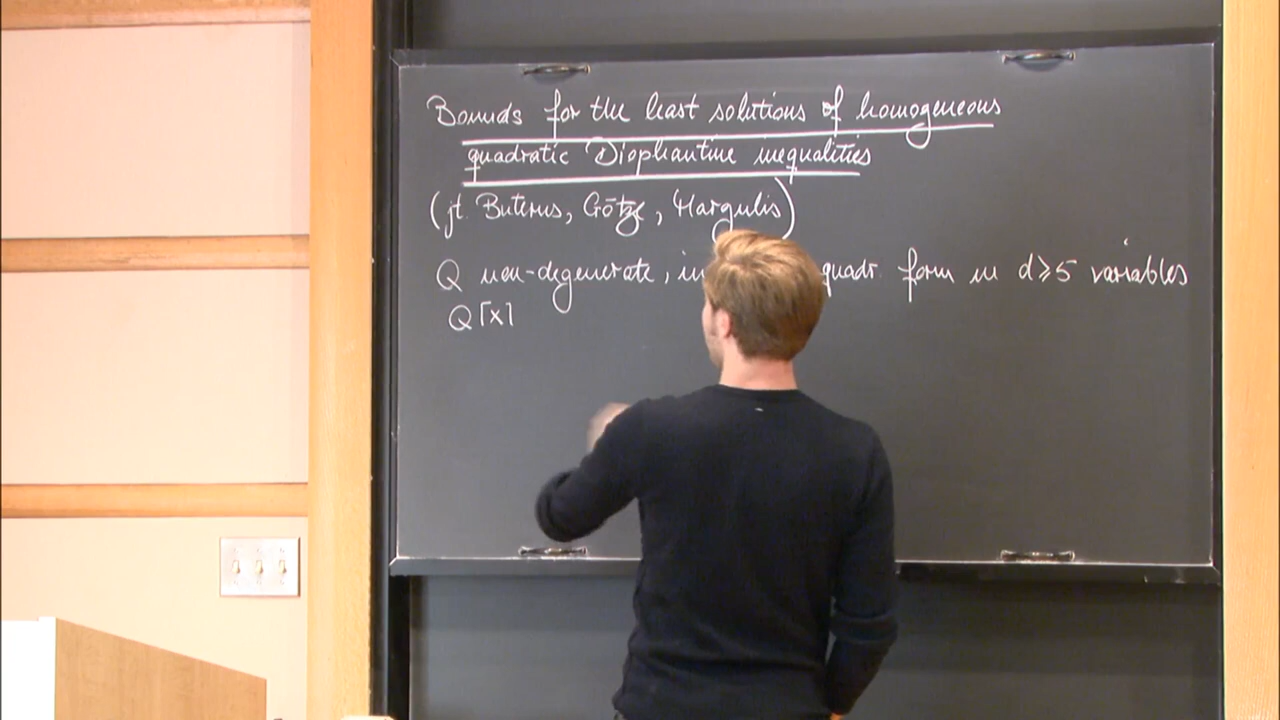 Bounds for the least solutions of homogeneous
quadratic Diophantine inequalities
(jt. Buterus, Götze, Margulis)
Q non-degenerate, in quadr. form in d≥5 variables
Q[x]